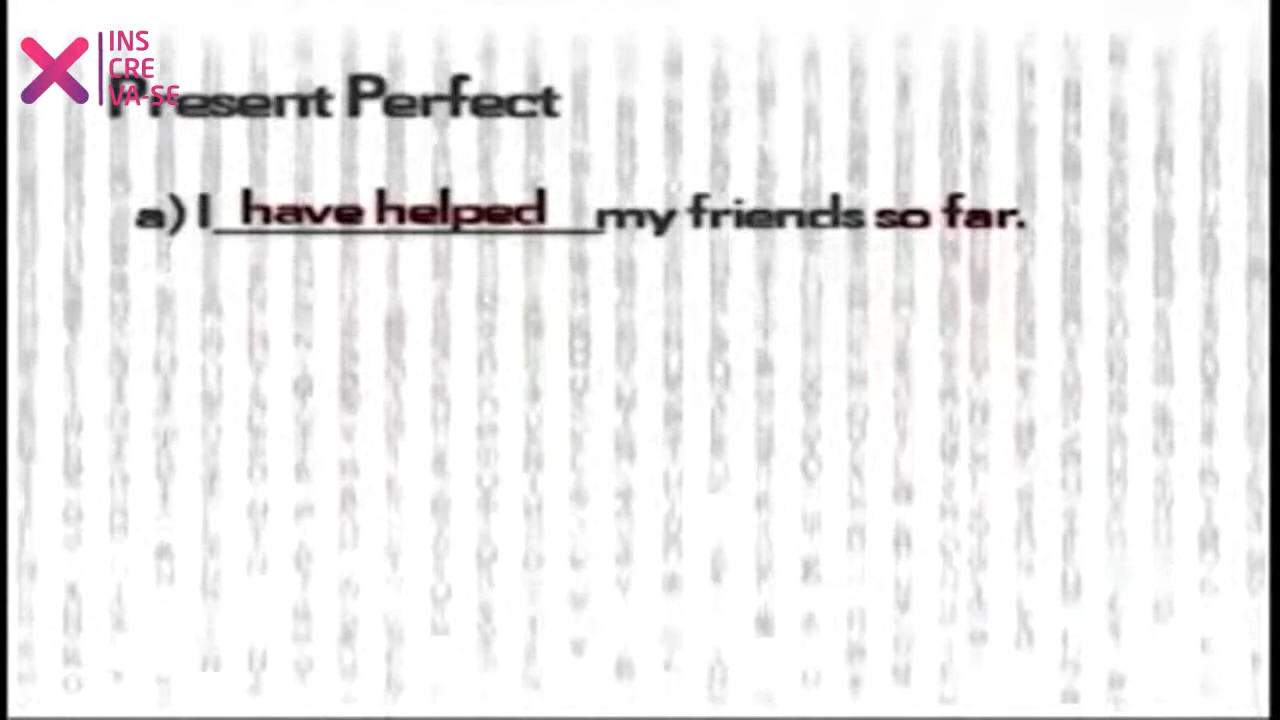 INS
CRE
VA-SE
Present Perfect
a) I have helped my friends so far.